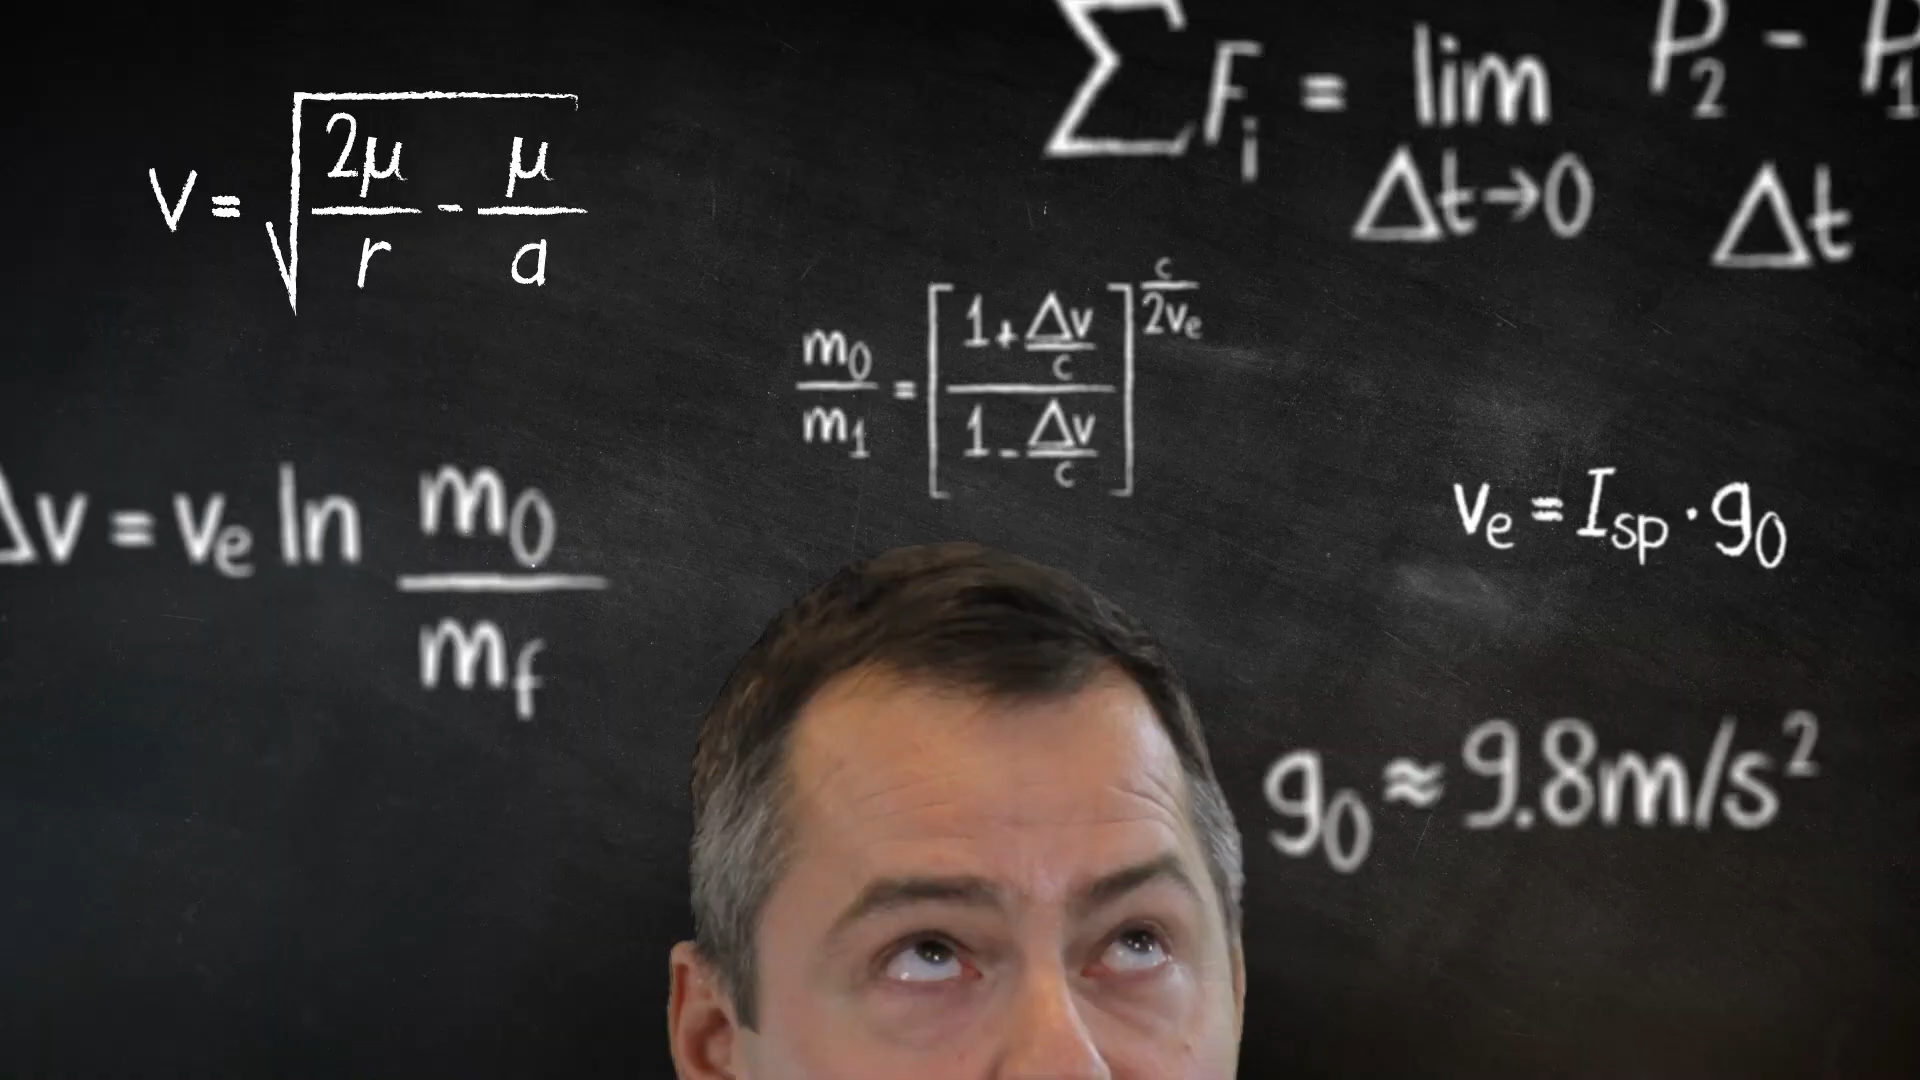 V = √(2μ/r - μ/a)
∑ F_i = lim Δt→0 P_2 - P_1 / Δt
m_0/m_1 = [(1 + Δv/c)/(1 - Δv/c)]^(c/2v_e)
Δv = v_e ln m_0/m_f
v_e = I_sp · g_0
g_0 ≈ 9.8m/s²